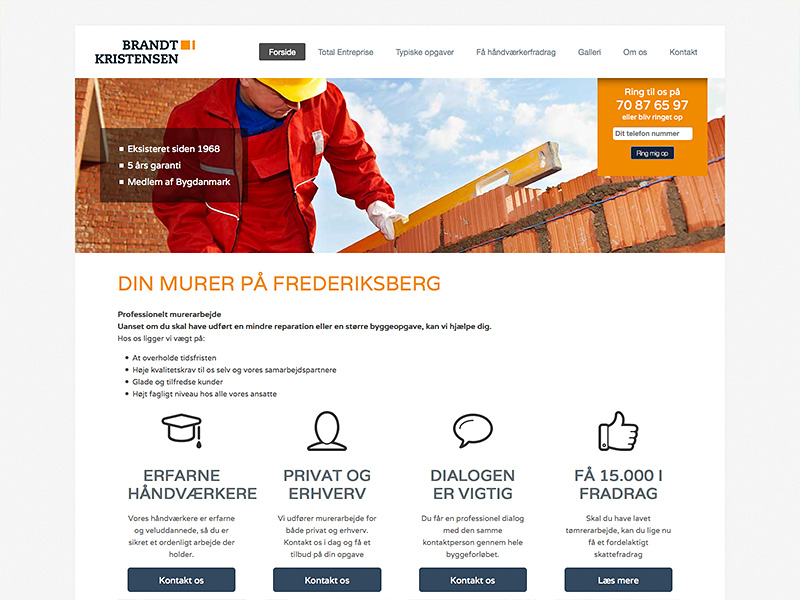 BRANDT
KRISTENSEN
Forside Total Entreprise Typiske opgaver Få håndværkerfradrag Galleri Om os Kontakt
Eksisteret siden 1968
5 års garanti
Medlem af Bygdanmark
Ring til os på
70 87 65 97
eller bliv ringet op
Dit telefon nummer
Ring mig op
DIN MURER PÅ FREDERIKSBERG
Professionelt murerarbejde
Uanset om du skal have udført en mindre reparation eller en større byggeopgave, kan vi hjælpe dig.
Hos os ligger vi vægt på:
At overholde tidsfristen
Høje kvalitetskrav til os selv og vores samarbejdspartnere
Glade og tilfredse kunder
Højt fagligt niveau hos alle vores ansatte
ERFARNE
HÅNDVÆRKERE
Vores håndværkere er erfarne
og veluddannede, så du er
sikret et ordenligt arbejde der
holder.
Kontakt os
PRIVAT OG
ERHVERV
Vi udfører murerarbejde for
både privat og erhverv.
Kontakt os i dag og få et
tilbud på din opgave
Kontakt os
DIALOGEN
ER VIGTIG
Du får en professionel dialog
med den samme
kontaktperson gennem hele
byggeforløbet.
Kontakt os
FÅ 15.000 I
FRADRAG
Skal du have lavet
tømrerarbejde, kan du lige nu
få et fordelagtigt
skattefradrag
Læs mere